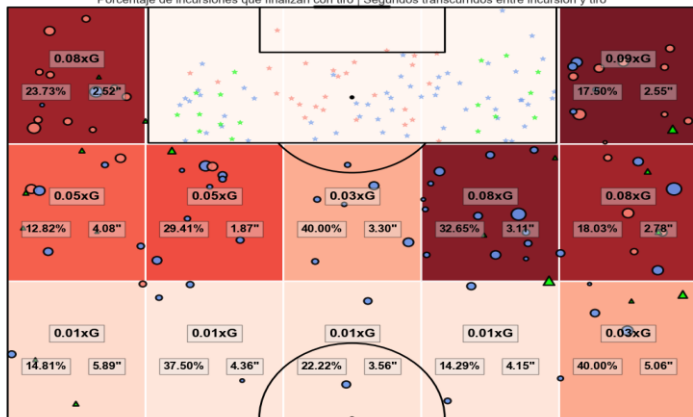 Porcentaje de incursiones que finalizan con tiro | Segundos transcurridos entre incursión y tiro
0.08xG 0.09xG
23.73% 2.52" 17.50% 2.55"
0.05xG 0.05xG 0.03xG 0.08xG 0.08xG
12.82% 4.08" 29.41% 1.87" 40.00% 3.30" 32.65% 3.11" 18.03% 2.78"
0.01xG 0.01xG 0.01xG 0.01xG 0.03xG
14.81% 5.89" 37.50% 4.36" 22.22% 3.56" 14.29% 4.15" 40.00% 5.06"